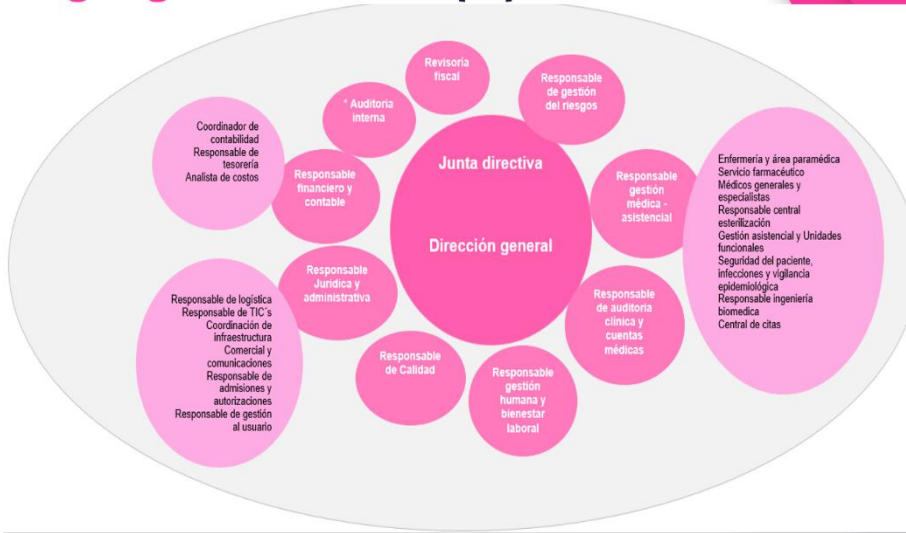 Revisoría
fiscal
Responsable
de gestión
del riesgos
* Auditoria
interna
Coordinador de
contabilidad
Responsable de
tesorería
Analista de costos
Responsable
financiero y
contable
Junta directiva
Dirección general
Responsable
gestión
médica -
asistencial
Enfermería y área paramédica
Servicio farmacéutico
Médicos generales y
especialistas
Responsable central
esterilización
Gestión asistencial y Unidades
funcionales
Seguridad del paciente,
infecciones y vigilancia
epidemiológica
Responsable ingeniería
biomedica
Central de citas
Responsable
Jurídica y
administrativa
Responsable de logística
Responsable de TIC´s
Coordinación de
infraestructura
Comercial y
comunicaciones
Responsable de
admisiones y
autorizaciones
Responsable de gestión
al usuario
Responsable
de auditoria
clínica y
cuentas
médicas
Responsable
de Calidad
Responsable
gestión
humana y
bienestar
laboral